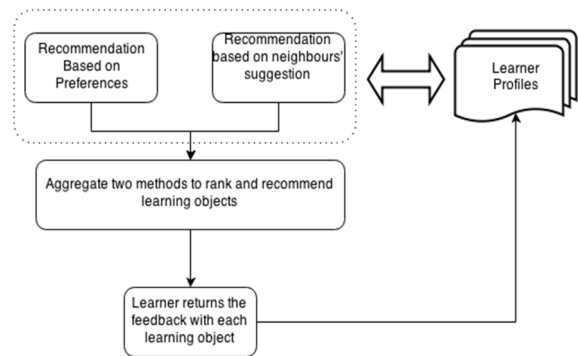 Recommendation
Based on
Preferences
Recommendation
based on neighbours'
suggestion
Learner
Profiles
Aggregate two methods to rank and recommend
learning objects
Learner returns the
feedback with each
learning object